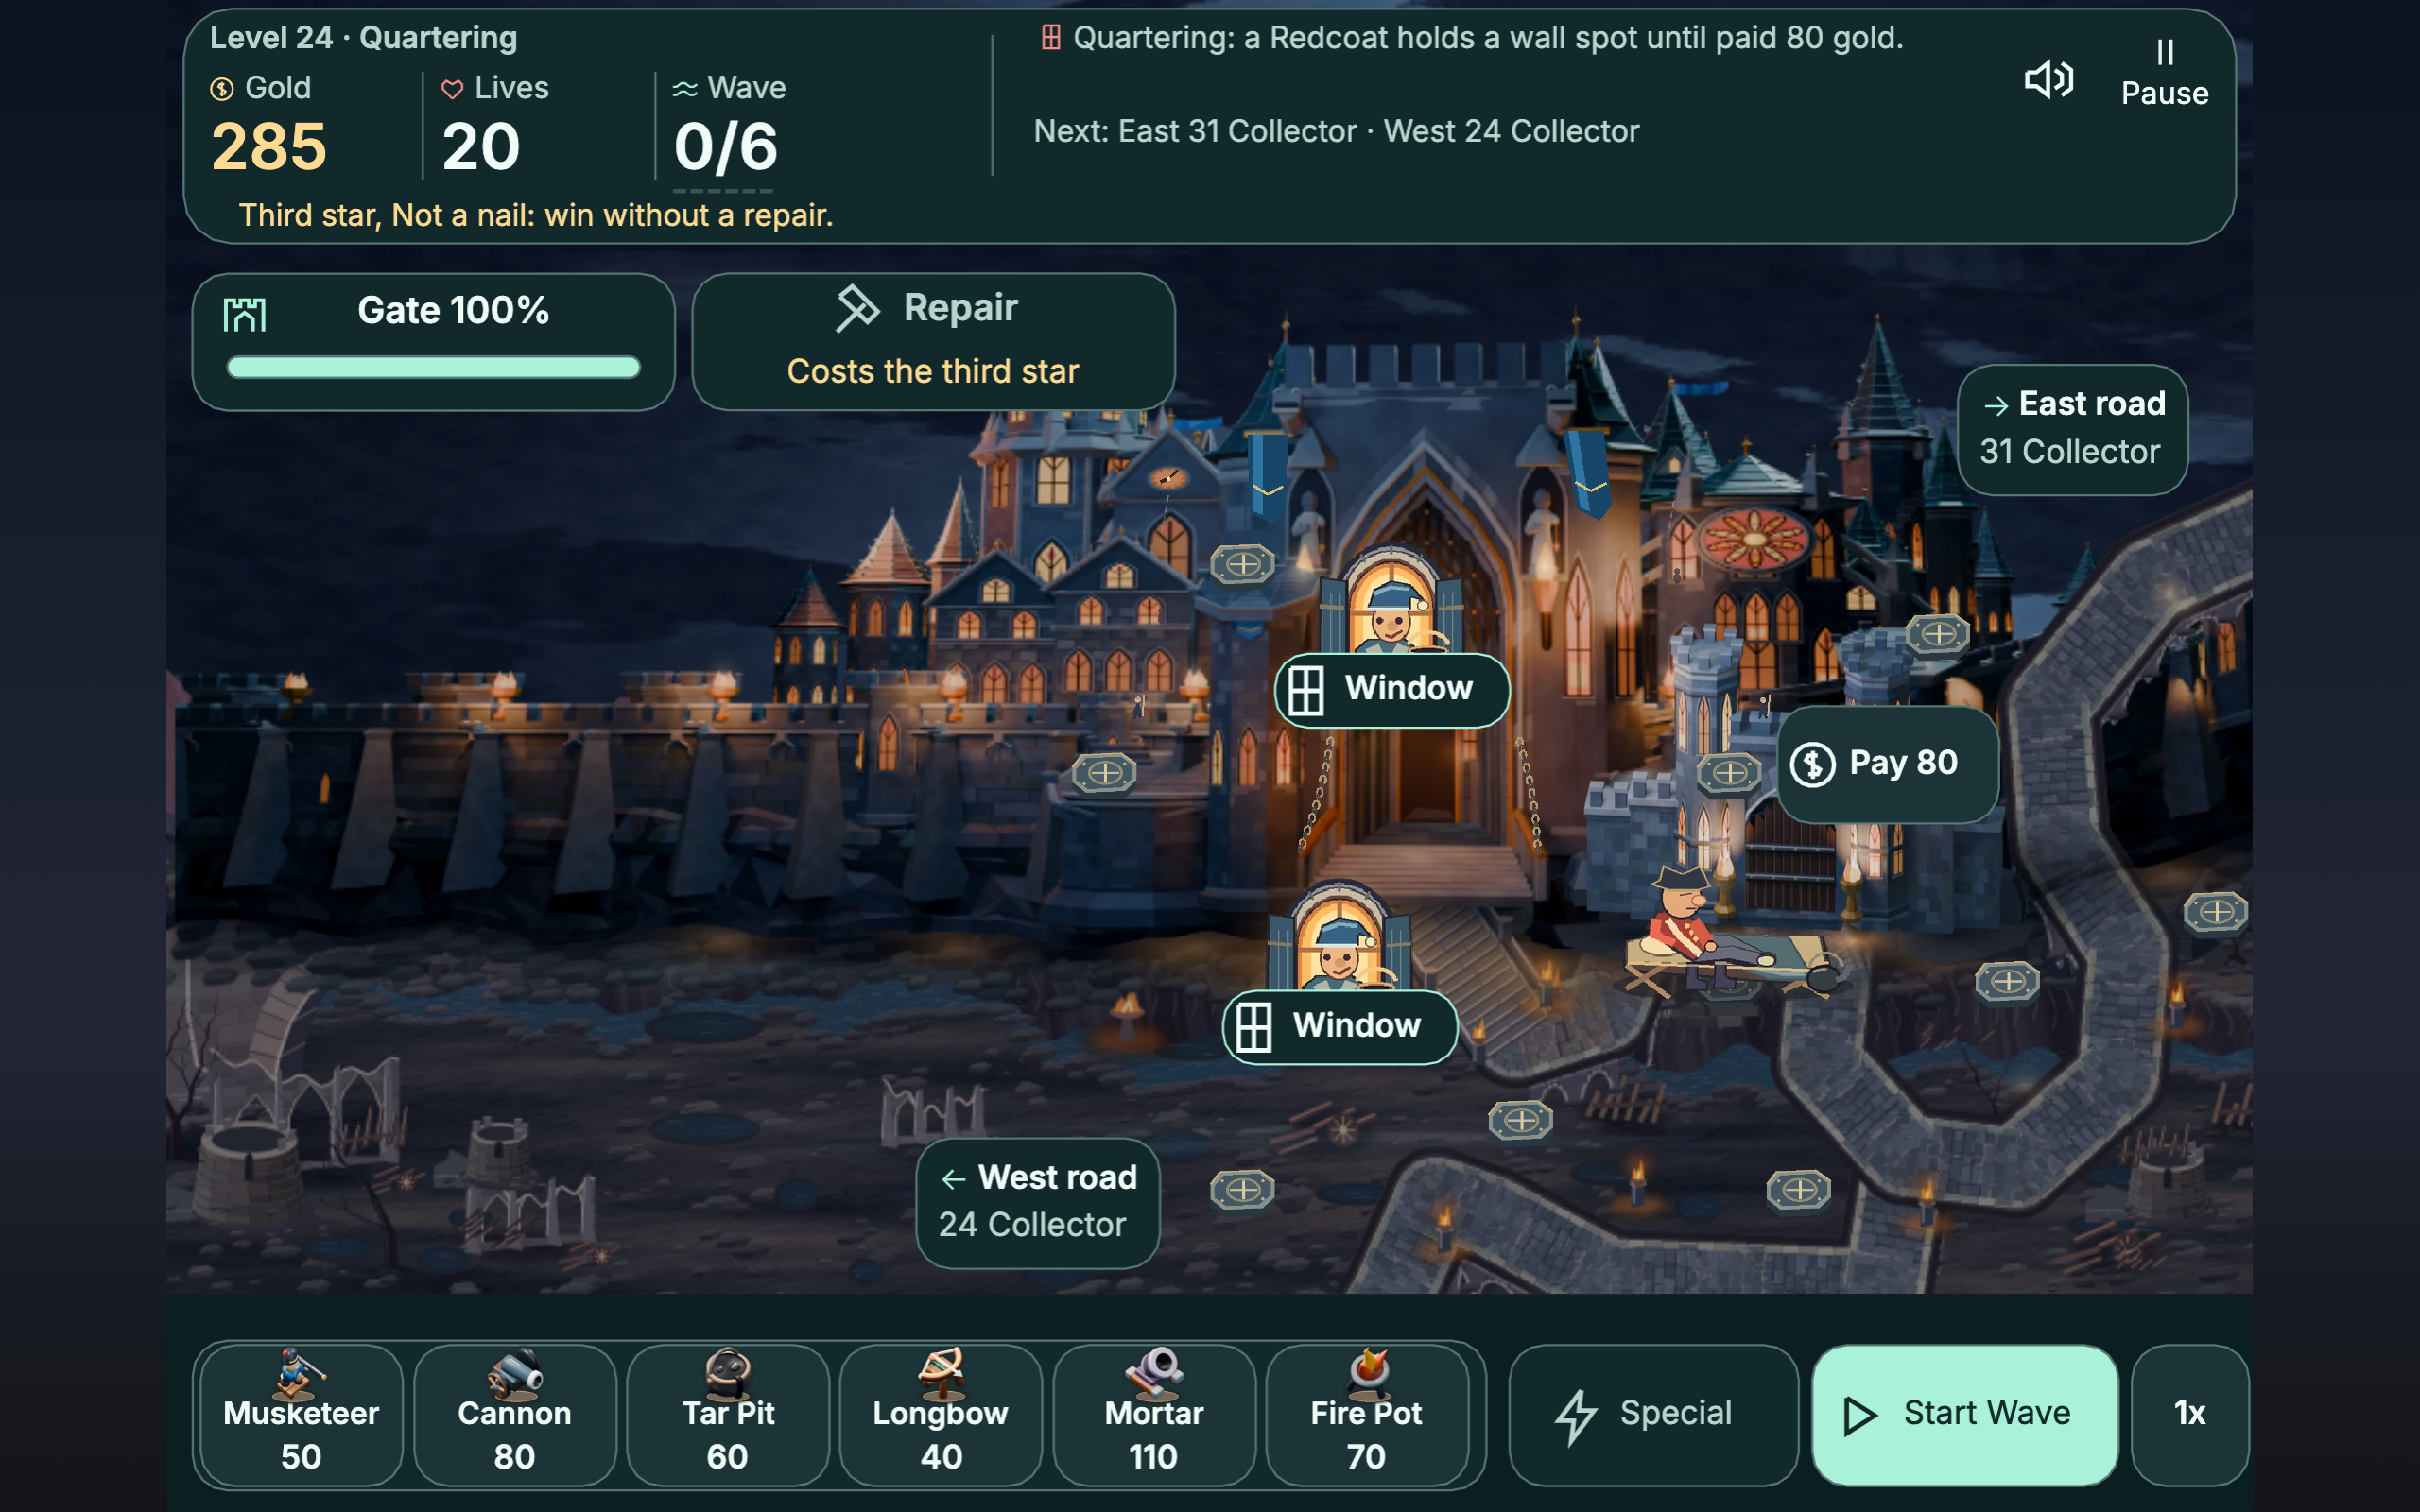 Level 24 · Quartering
Gold
285
Lives
20
Wave
0/6
Third star, Not a nail: win without a repair.
Quartering: a Redcoat holds a wall spot until paid 80 gold.
Next: East 31 Collector · West 24 Collector
Pause
Gate 100%
Repair
Costs the third star
East road
31 Collector
Window
Pay 80
Window
West road
24 Collector
Musketeer
50
Cannon
80
Tar Pit
60
Longbow
40
Mortar
110
Fire Pot
70
Special
Start Wave
1x